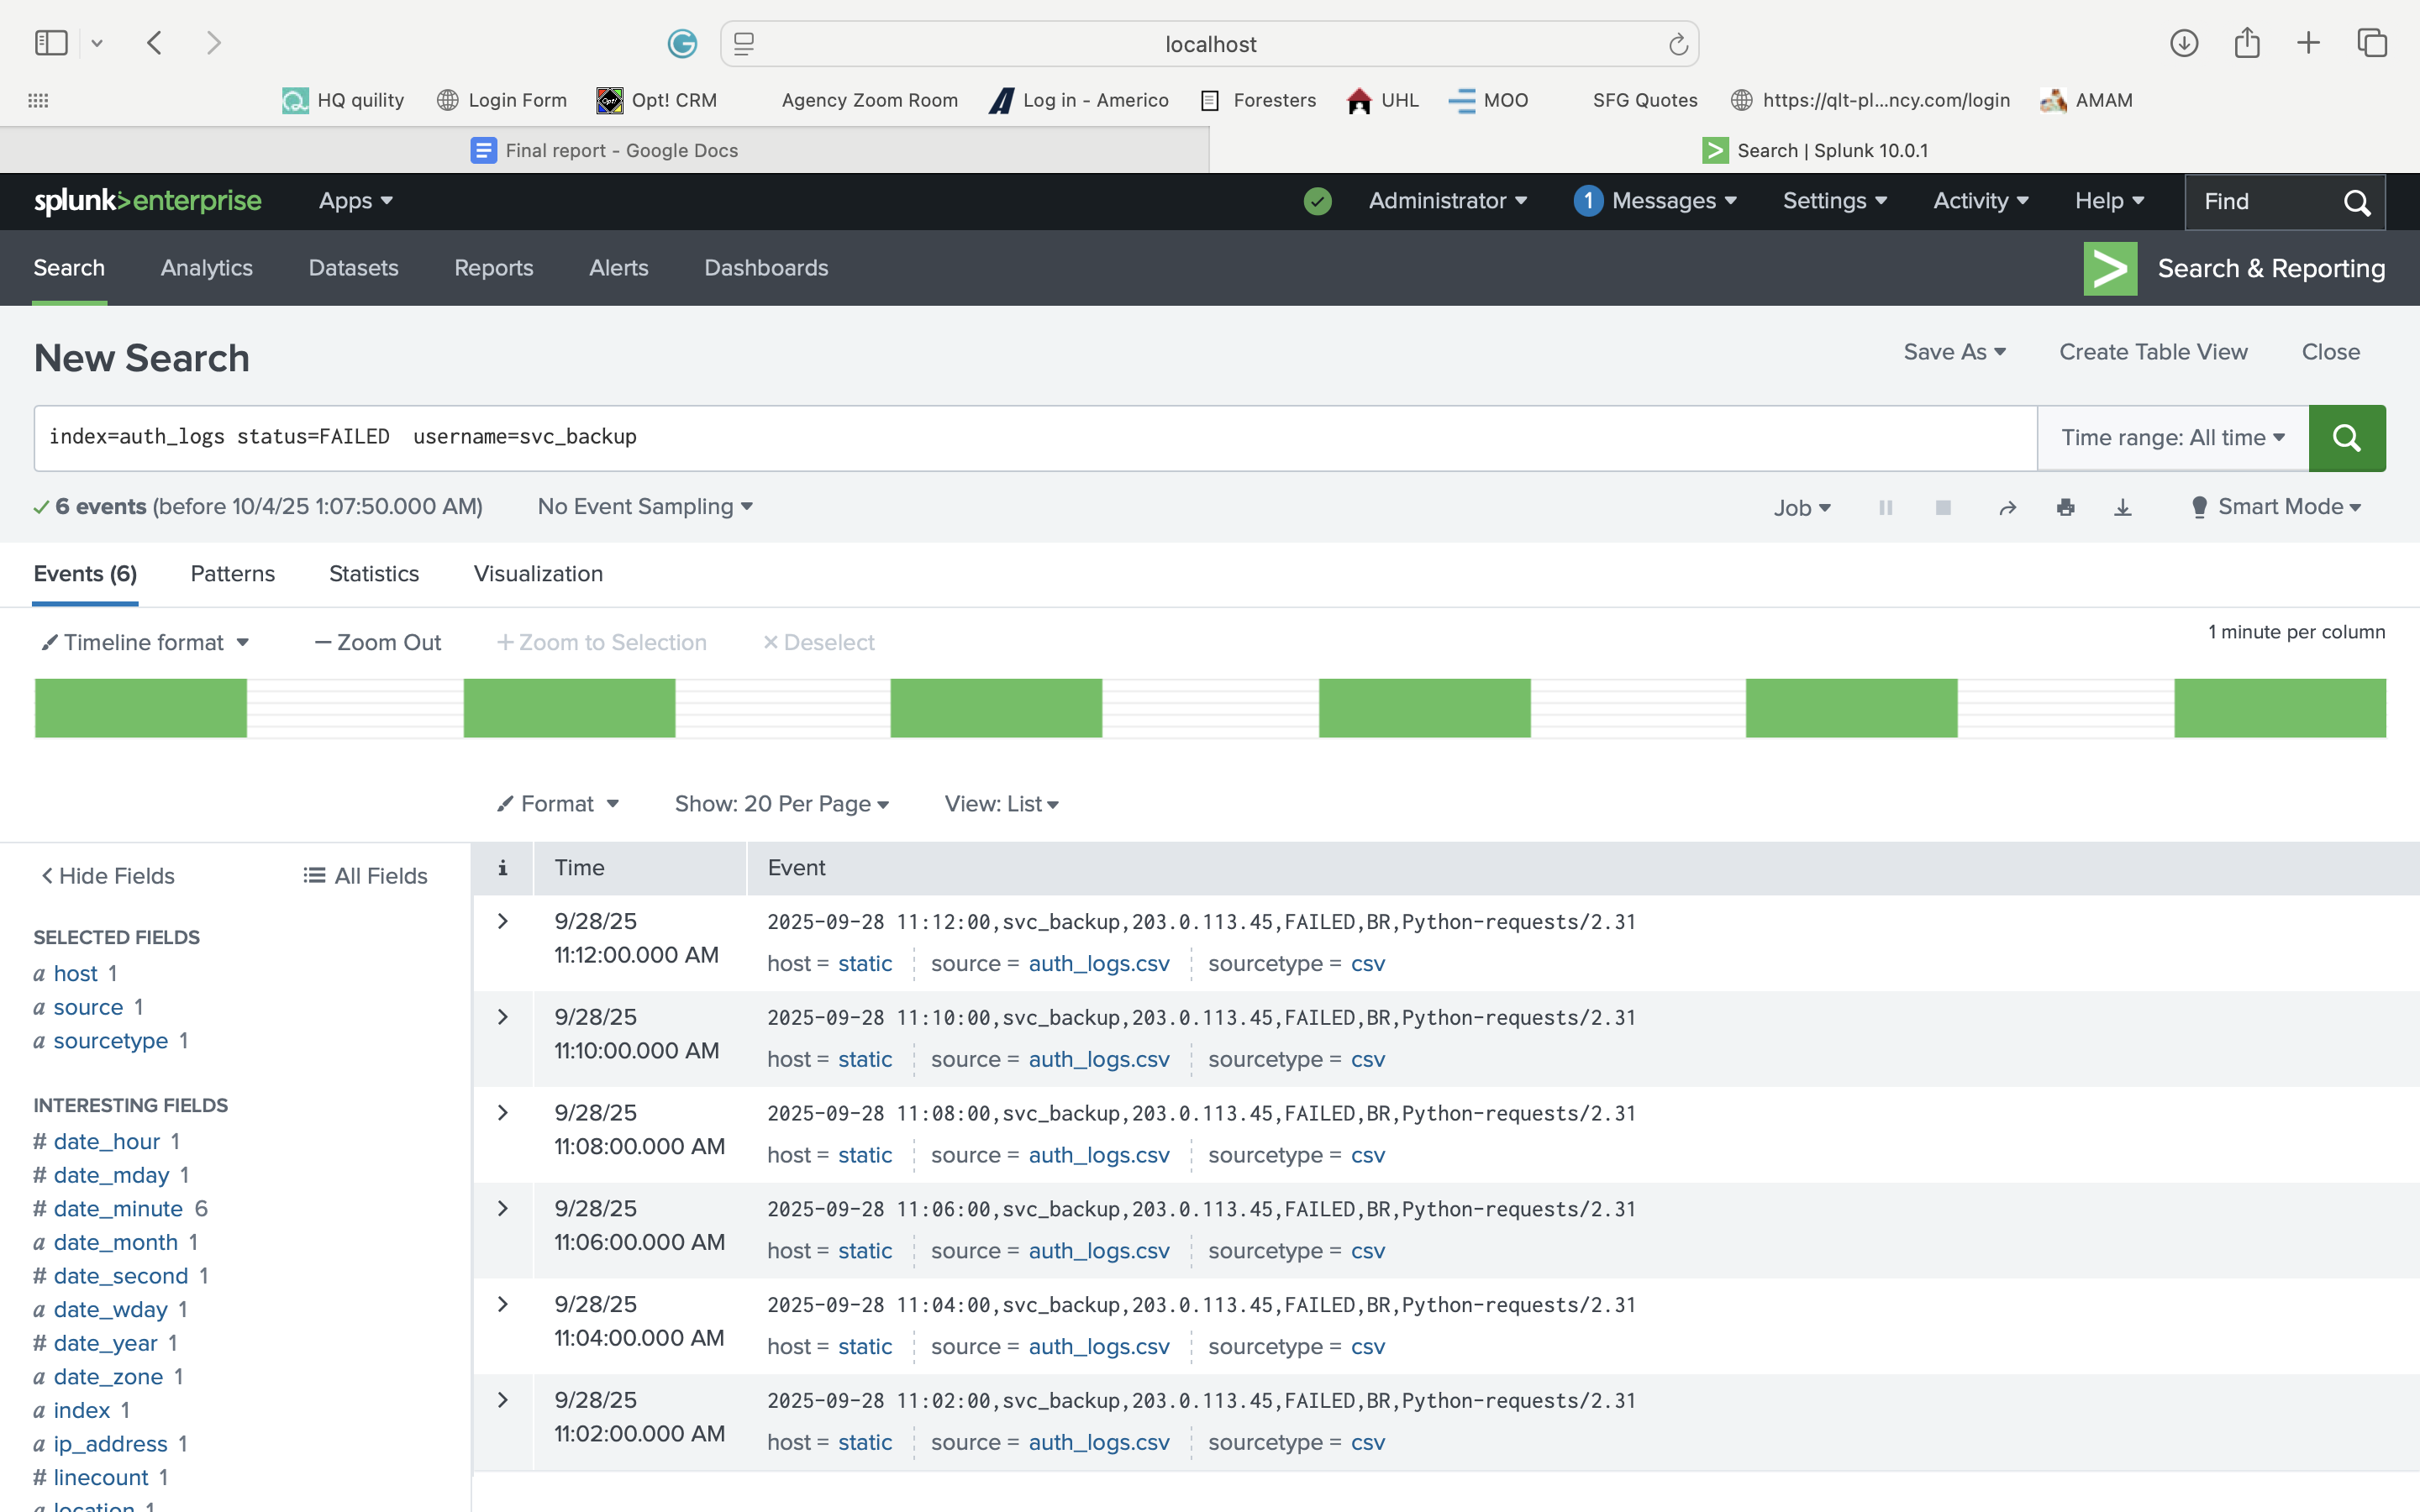 localhost
HQ quility Login Form Opt! CRM Agency Zoom Room Log in - Americo Foresters UHL MOO SFG Quotes https://qlt-pl...ncy.com/login AMAM
Final report - Google Docs Search | Splunk 10.0.1
splunk>enterprise Apps Administrator 1 Messages Settings Activity Help Find
Search Analytics Datasets Reports Alerts Dashboards Search & Reporting
New Search Save As Create Table View Close
index=auth_logs status=FAILED  username=svc_backup Time range: All time
6 events (before 10/4/25 1:07:50.000 AM) No Event Sampling Job Smart Mode
Events (6) Patterns Statistics Visualization
Timeline format — Zoom Out + Zoom to Selection × Deselect 1 minute per column
Format Show: 20 Per Page View: List
< Hide Fields All Fields i Time Event
SELECTED FIELDS
a host 1
a source 1
a sourcetype 1
INTERESTING FIELDS
# date_hour 1
# date_mday 1
# date_minute 6
a date_month 1
# date_second 1
a date_wday 1
# date_year 1
a date_zone 1
a index 1
a ip_address 1
# linecount 1
a location 1
> 9/28/25 2025-09-28 11:12:00,svc_backup,203.0.113.45,FAILED,BR,Python-requests/2.31
11:12:00.000 AM host = static source = auth_logs.csv sourcetype = csv
> 9/28/25 2025-09-28 11:10:00,svc_backup,203.0.113.45,FAILED,BR,Python-requests/2.31
11:10:00.000 AM host = static source = auth_logs.csv sourcetype = csv
> 9/28/25 2025-09-28 11:08:00,svc_backup,203.0.113.45,FAILED,BR,Python-requests/2.31
11:08:00.000 AM host = static source = auth_logs.csv sourcetype = csv
> 9/28/25 2025-09-28 11:06:00,svc_backup,203.0.113.45,FAILED,BR,Python-requests/2.31
11:06:00.000 AM host = static source = auth_logs.csv sourcetype = csv
> 9/28/25 2025-09-28 11:04:00,svc_backup,203.0.113.45,FAILED,BR,Python-requests/2.31
11:04:00.000 AM host = static source = auth_logs.csv sourcetype = csv
> 9/28/25 2025-09-28 11:02:00,svc_backup,203.0.113.45,FAILED,BR,Python-requests/2.31
11:02:00.000 AM host = static source = auth_logs.csv sourcetype = csv